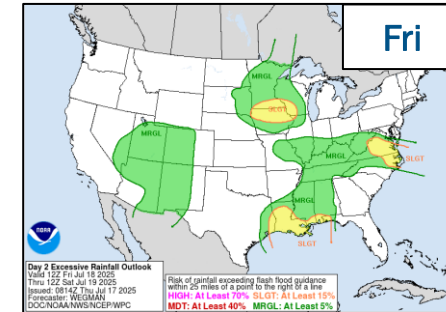 Fri
MRGL
SLGT
MRGL
MRGL
SLGT
MRGL
SLGT
NOAA
Day 2 Excessive Rainfall Outlook
Valid 12Z Fri Jul 18 2025
Thru 12Z Sat Jul 19 2025
Issued: 0814Z Thu Jul 17 2025
Forecaster: WEGMAN
DOC/NOAA/NWS/NCEP/WPC
Risk of rainfall exceeding flash flood guidance
within 25 miles of a point to the right of a line
HIGH: At Least 70% SLGT: At Least 15%
MDT: At Least 40% MRGL: At Least 5%